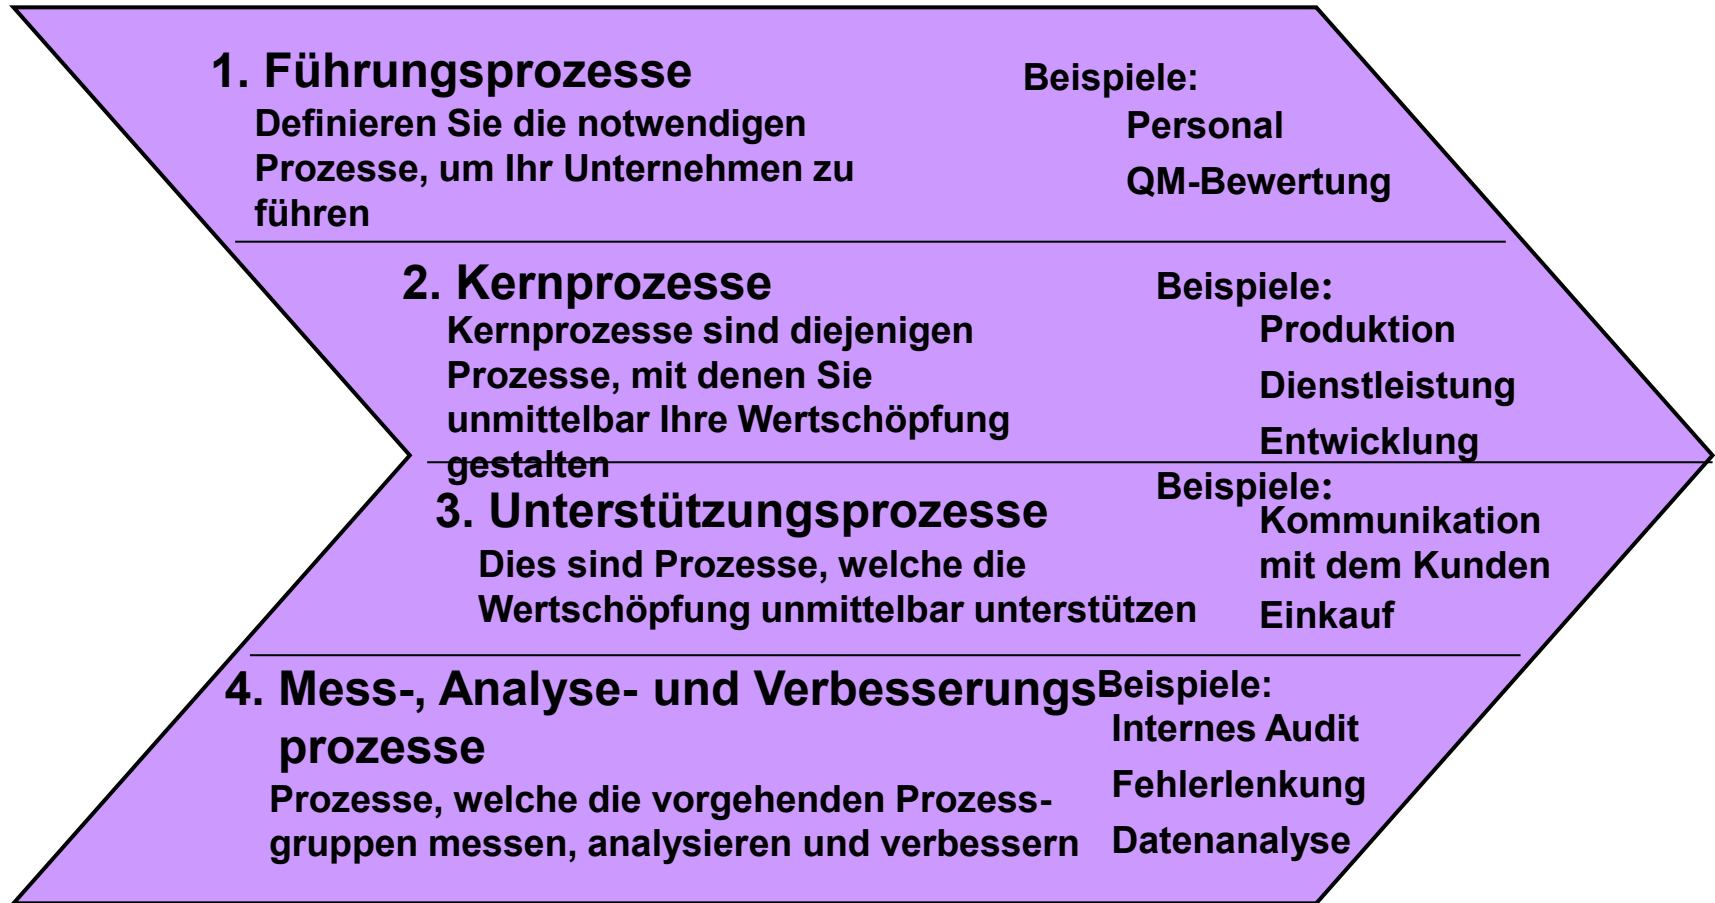 1. Führungsprozesse
Definieren Sie die notwendigen
Prozesse, um Ihr Unternehmen zu
führen
Beispiele:
Personal
QM-Bewertung
2. Kernprozesse
Kernprozesse sind diejenigen
Prozesse, mit denen Sie
unmittelbar Ihre Wertschöpfung
gestalten
Beispiele:
Produktion
Dienstleistung
Entwicklung
3. Unterstützungsprozesse
Dies sind Prozesse, welche die
Wertschöpfung unmittelbar unterstützen
Beispiele:
Kommunikation
mit dem Kunden
Einkauf
4. Mess-, Analyse- und Verbesserungs-
prozesse
Prozesse, welche die vorgehenden Prozess-
gruppen messen, analysieren und verbessern
Beispiele:
Internes Audit
Fehlerlenkung
Datenanalyse